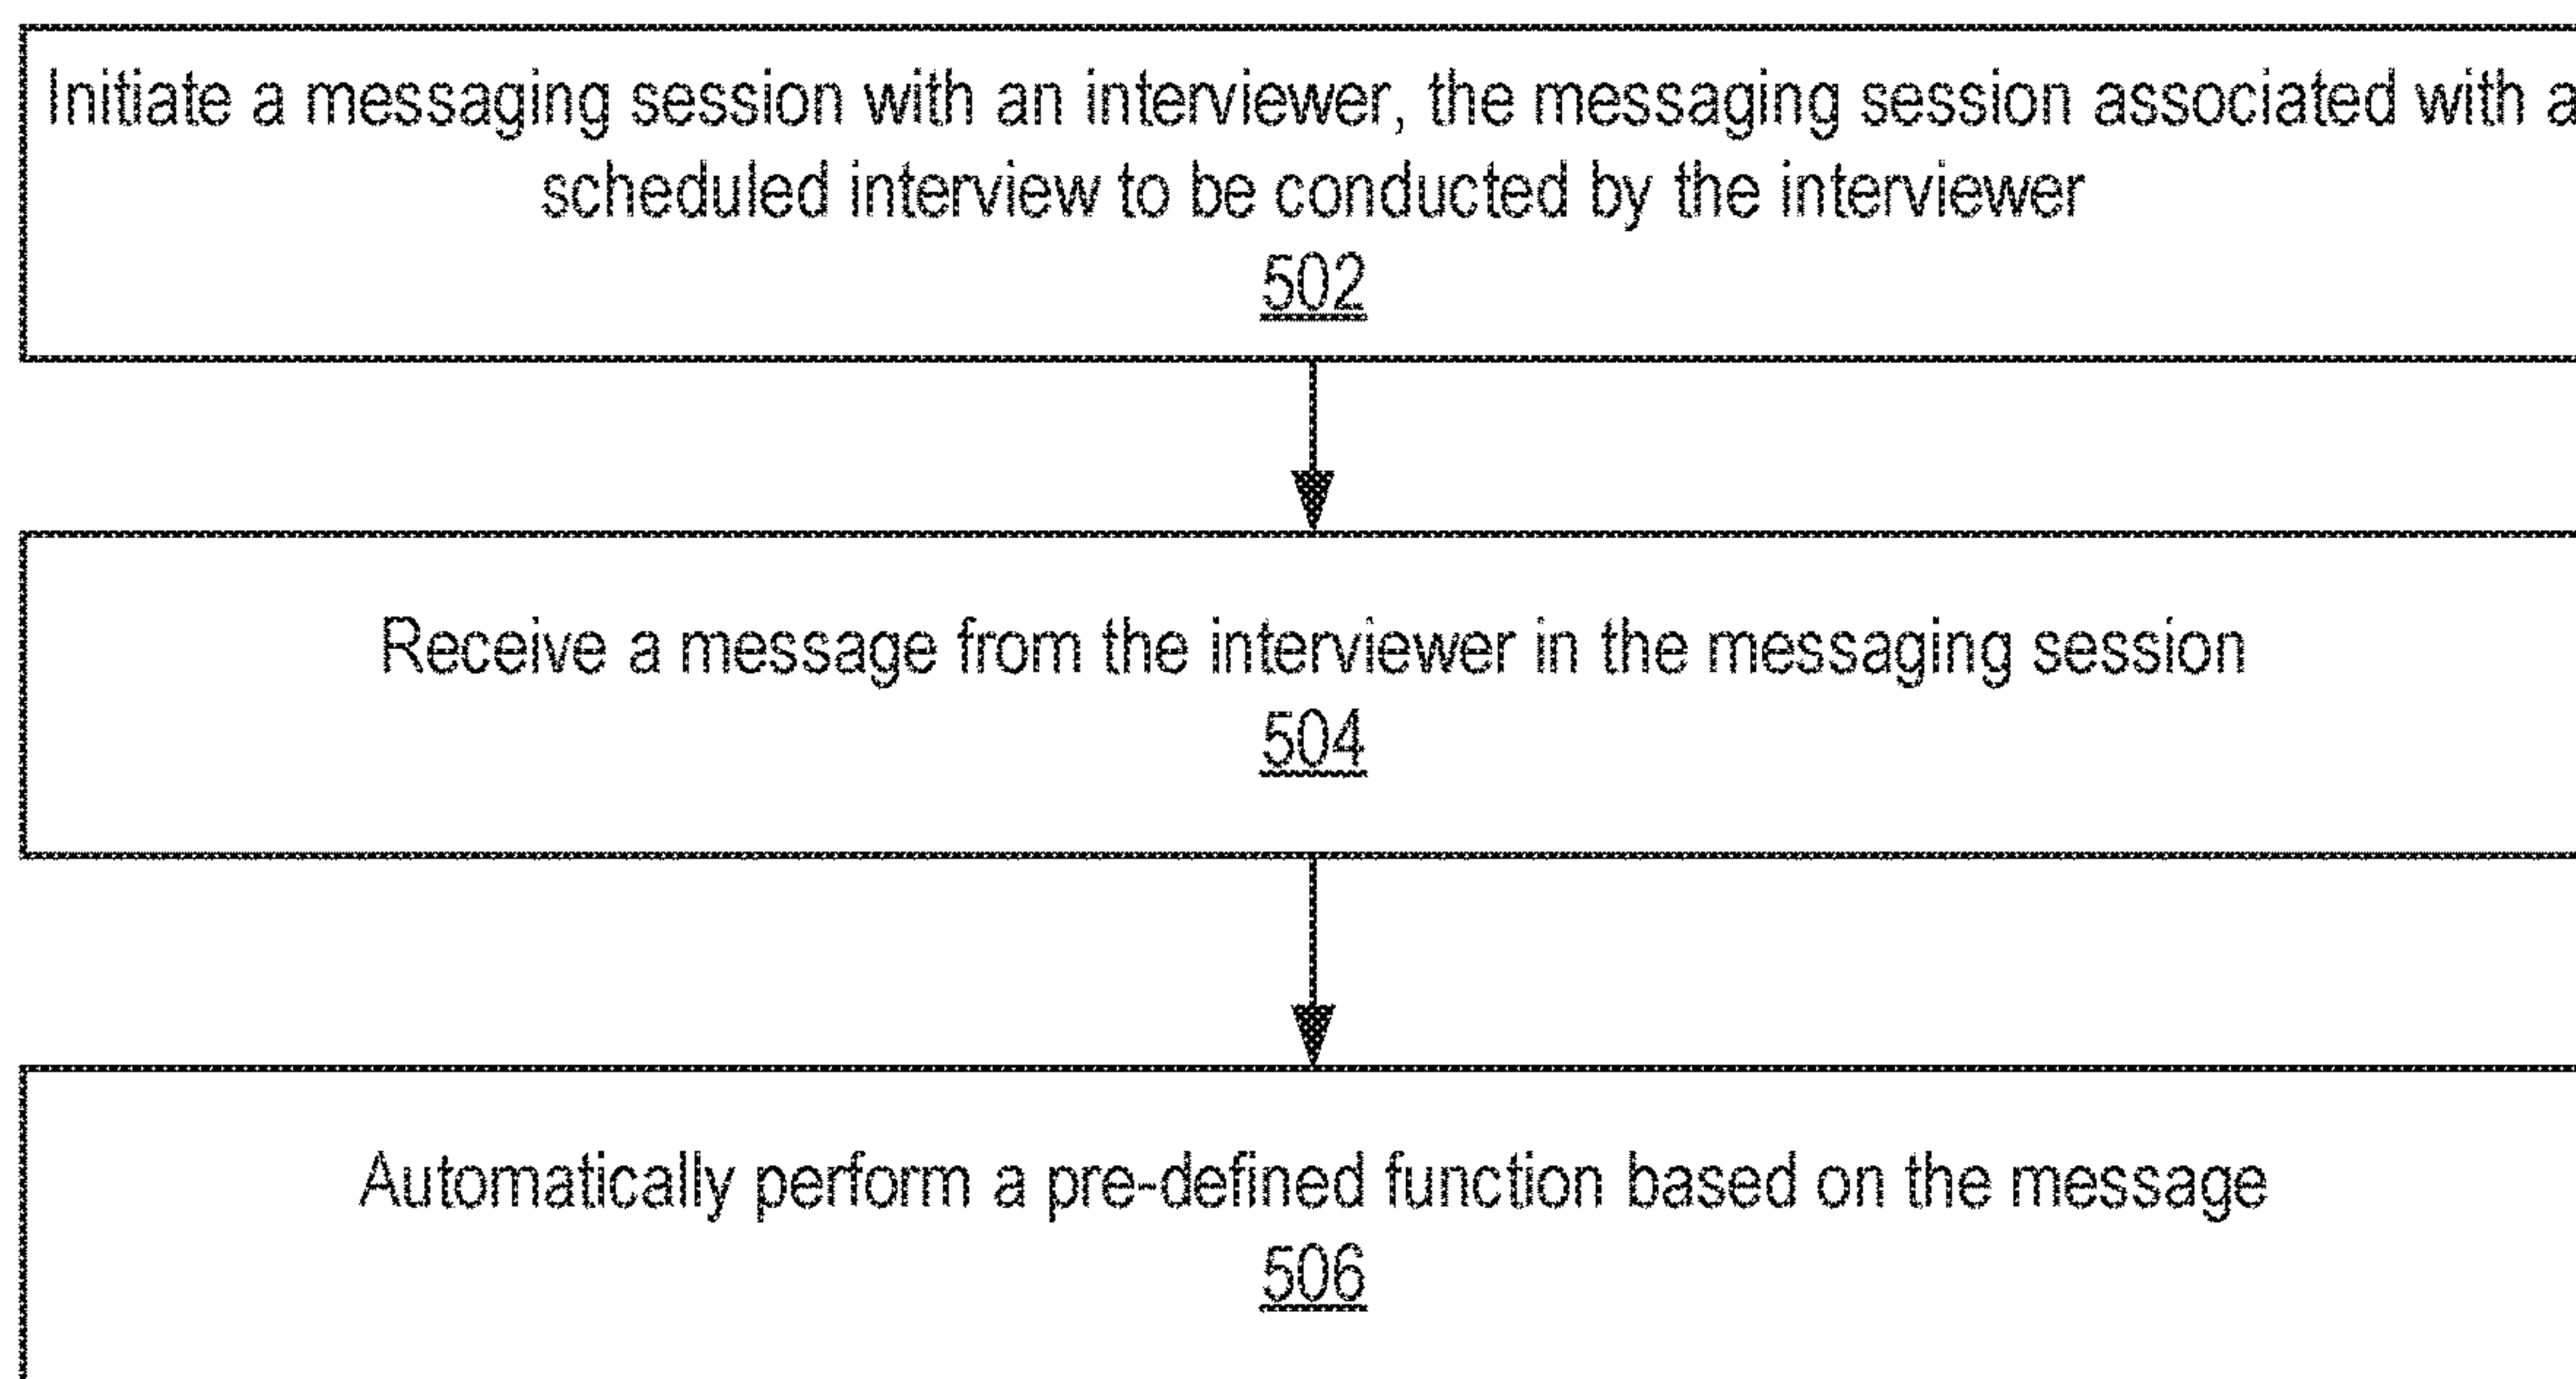 Initiate a messaging session with an interviewer, the messaging session associated with a
scheduled interview to be conducted by the interviewer
502
Receive a message from the interviewer in the messaging session
504
Automatically perform a pre-defined function based on the message
506